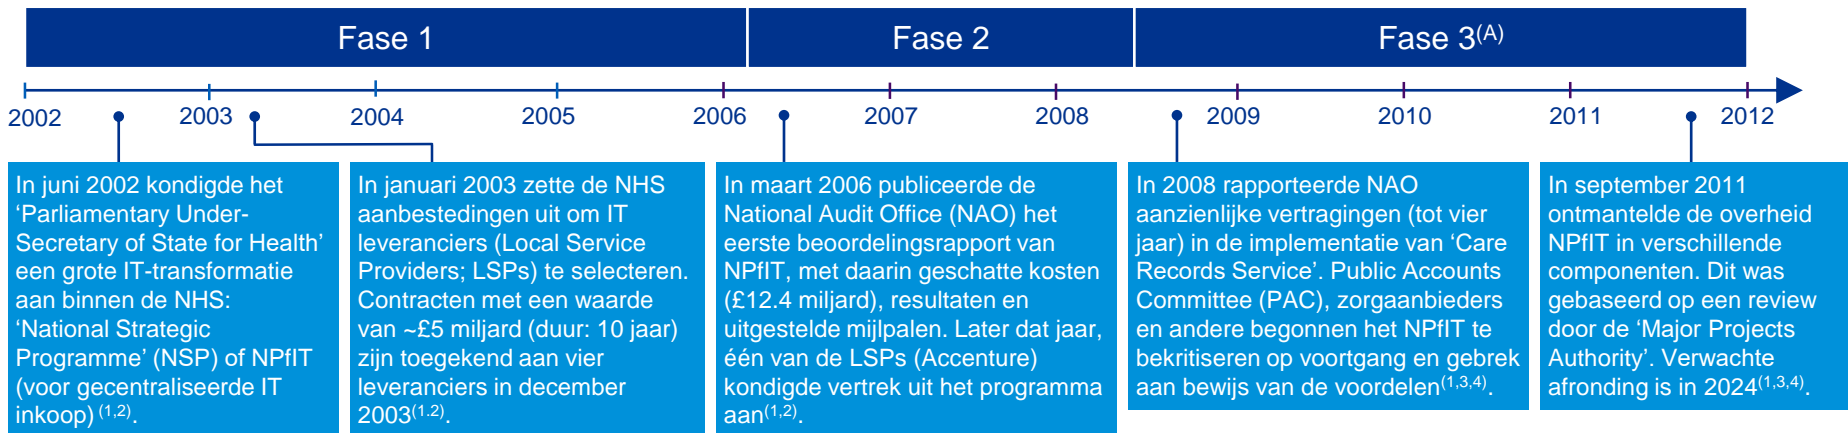 Fase 1
Fase 2
Fase 3(A)
2002
2003
2004
2005
2006
2007
2008
2009
2010
2011
2012
In juni 2002 kondigde het
‘Parliamentary Under-
Secretary of State for Health’
een grote IT-transformatie
aan binnen de NHS:
‘National Strategic
Programme’ (NSP) of NPfIT
(voor gecentraliseerde IT
inkoop) (1,2).
In januari 2003 zette de NHS
aanbestedingen uit om IT
leveranciers (Local Service
Providers; LSPs) te selecteren.
Contracten met een waarde
van ~£5 miljard (duur: 10 jaar)
zijn toegekend aan vier
leveranciers in december
2003(1.2).
In maart 2006 publiceerde de
National Audit Office (NAO) het
eerste beoordelingsrapport van
NPfIT, met daarin geschatte kosten
(£12.4 miljard), resultaten en
uitgestelde mijlpalen. Later dat jaar,
één van de LSPs (Accenture)
kondigde vertrek uit het programma
aan(1,2).
In 2008 rapporteerde NAO
aanzienlijke vertragingen (tot vier
jaar) in de implementatie van ‘Care
Records Service’. Public Accounts
Committee (PAC), zorgaanbieders
en andere begonnen het NPfIT te
bekritiseren op voortgang en gebrek
aan bewijs van de voordelen(1,3,4).
In september 2011
ontmantelde de overheid
NPfIT in verschillende
componenten. Dit was
gebaseerd op een review
door de ‘Major Projects
Authority’. Verwachte
afronding is in 2024(1,3,4).